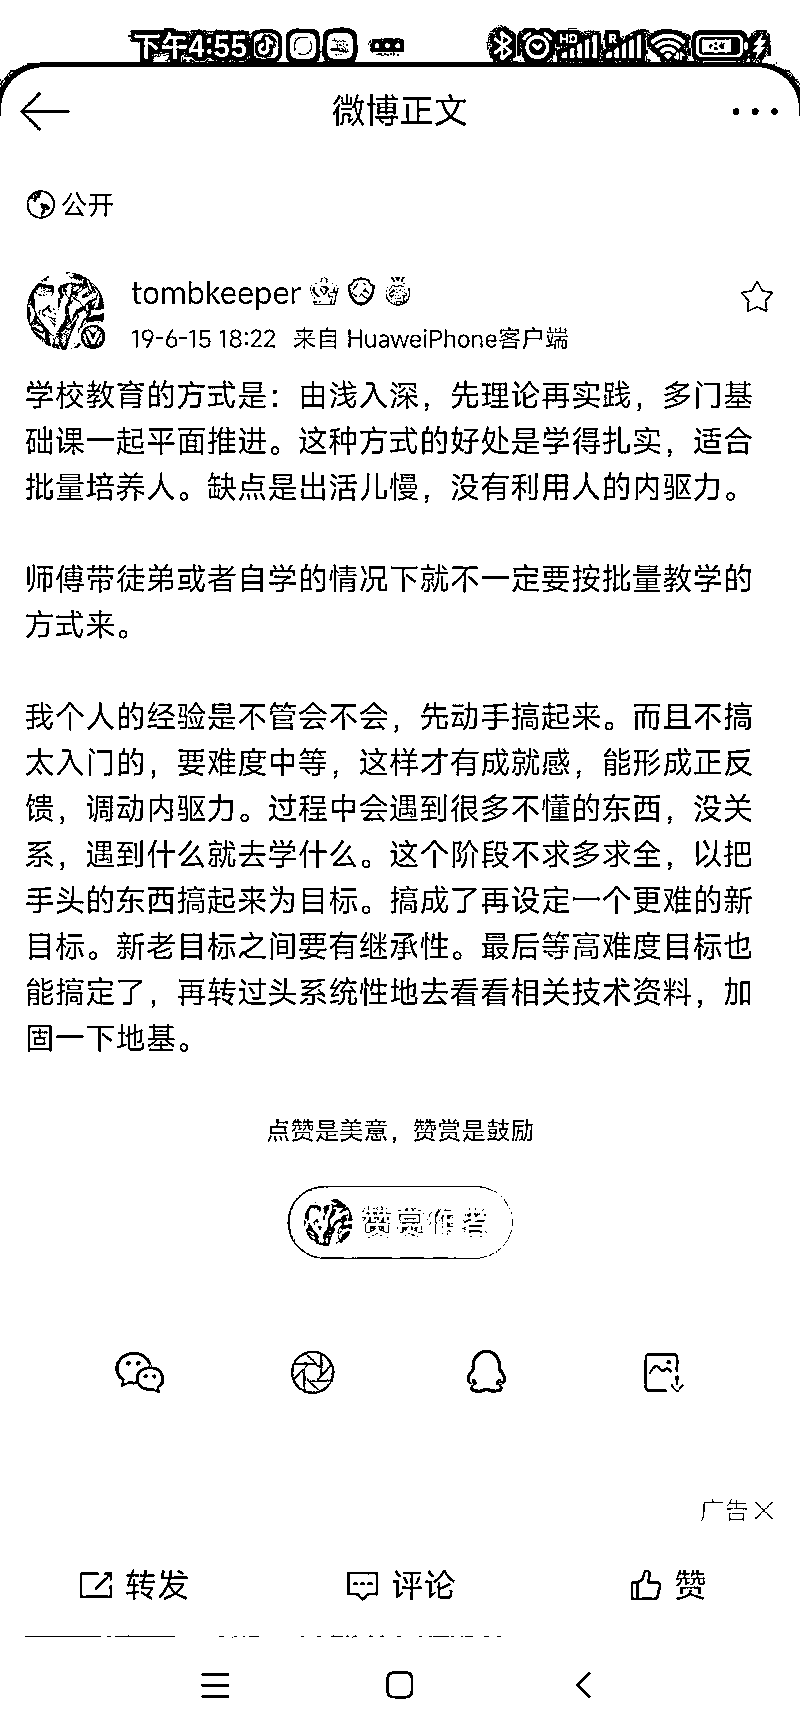 下午4:55
微博正文
公开
tombkeeper
19-6-15 18:22 来自 HuaweiPhone客户端
学校教育的方式是：由浅入深，先理论再实践，多门基
础课一起平面推进。这种方式的好处是学得扎实，适合
批量培养人。缺点是出活儿慢，没有利用人的内驱力。
师傅带徒弟或者自学的情况下就不一定要按批量教学的
方式来。
我个人的经验是不管会不会，先动手搞起来。而且不搞
太入门的，要难度中等，这样才有成就感，能形成正反
馈，调动内驱力。过程中会遇到很多不懂的东西，没关
系，遇到什么就去学什么。这个阶段不求多求全，以把
手头的东西搞起来为目标。搞成了再设定一个更难的新
目标。新老目标之间要有继承性。最后等高难度目标也
能搞定了，再转过头系统性地去看看相关技术资料，加
固一下地基。
点赞是美意，赞赏是鼓励
赞赏作者
广告
转发 评论 赞